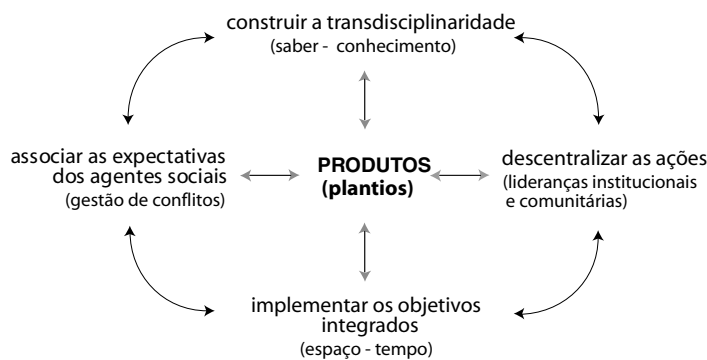 construir a transdisciplinaridade
(saber - conhecimento)
associar as expectativas
dos agentes sociais
(gestão de conflitos)
PRODUTOS
(plantios)
descentralizar as ações
(lideranças institucionais
e comunitárias)
implementar os objetivos
integrados
(espaço - tempo)